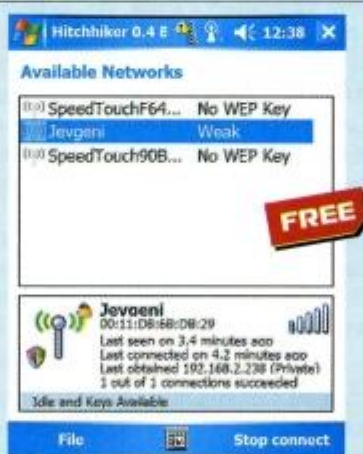 Hitchhiker 0.4 B 12:38
Available Networks
SpeedTouchF64... No WEP Key
Jevgeni Weak
SpeedTouch90B... No WEP Key
FREE
Jevgeni
00:11:D8:6B:D8:29
Last seen on 3.4 minutes ago
Last connected on 4.2 minutes ago
Last obtained 192.168.2.238 (Private)
1 out of 1 connections succeeded
Idle and Keys Available
File Stop connect